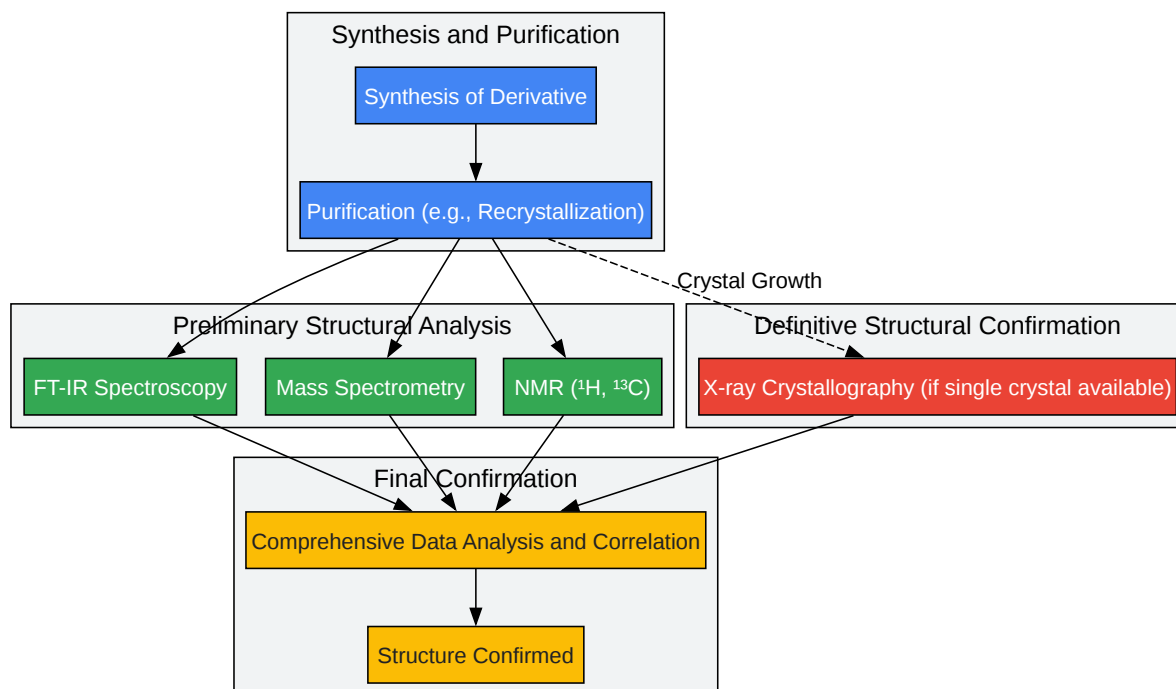 Synthesis and Purification
Synthesis of Derivative
Purification (e.g., Recrystallization)
Crystal Growth
Preliminary Structural Analysis
Definitive Structural Confirmation
FT-IR Spectroscopy
Mass Spectrometry
NMR (¹H, ¹³C)
X-ray Crystallography (if single crystal available)
Final Confirmation
Comprehensive Data Analysis and Correlation
Structure Confirmed